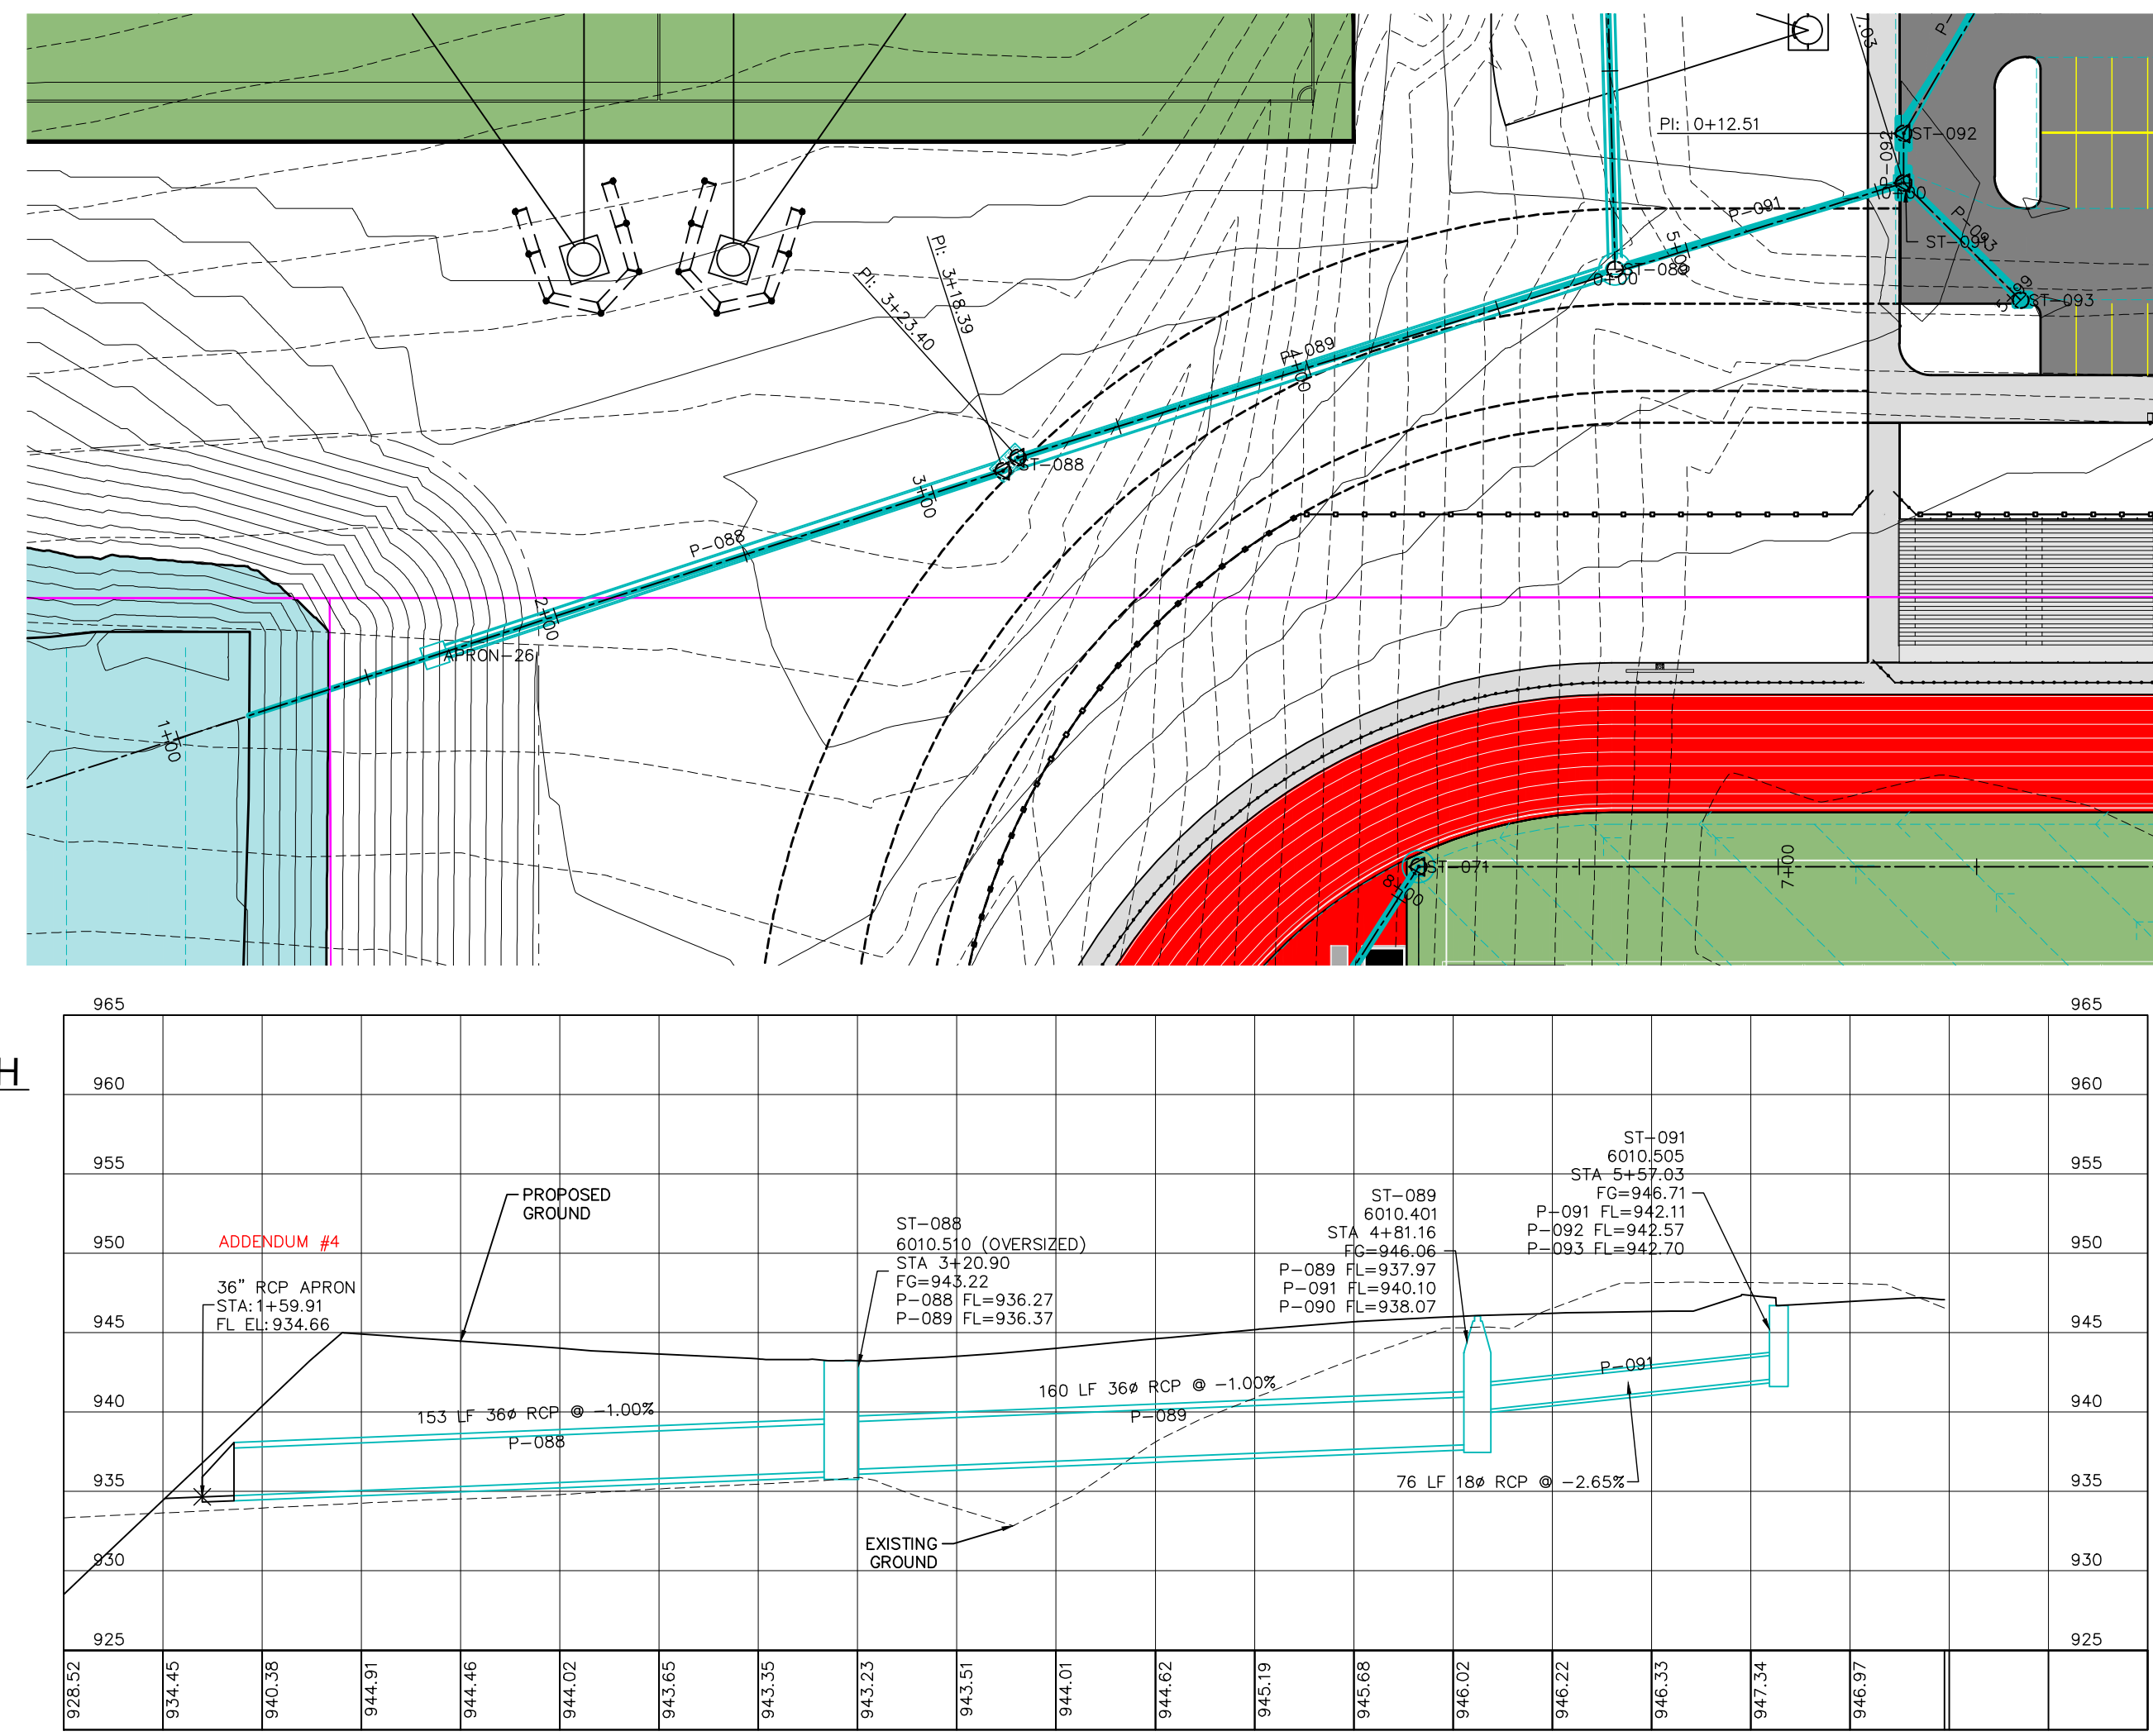 PI: 0+12.51
ST-092
P-092
0+00
P-091
P-093
ST-091
5+00
ST-089
0+00
ST-093
PI: 3+18.39
PI: 3+23.40
P-089
4+00
ST-088
3+00
P-088
2+00
APRON-26
1+00
ST-071
8+00
7+00
H
965
965
960
960
955
955
950
950
945
945
940
940
935
935
930
930
925
925
ADDENDUM #4
36" RCP APRON
STA:1+59.91
FL EL:934.66
PROPOSED
GROUND
ST-088
6010.510 (OVERSIZED)
STA 3+20.90
FG=943.22
P-088 FL=936.27
P-089 FL=936.37
ST-089
6010.401
STA 4+81.16
FG=946.06
P-089 FL=937.97
P-091 FL=940.10
P-090 FL=938.07
ST-091
6010.505
STA 5+57.03
FG=946.71
P-091 FL=942.11
P-092 FL=942.57
P-093 FL=942.70
153 LF 36ø RCP @ -1.00%
P-088
160 LF 36ø RCP @ -1.00%
P-089
P-091
76 LF 18ø RCP @ -2.65%
EXISTING
GROUND
928.52
934.45
940.38
944.91
944.46
944.02
943.65
943.35
943.23
943.51
944.01
944.62
945.19
945.68
946.02
946.22
946.33
947.34
946.97